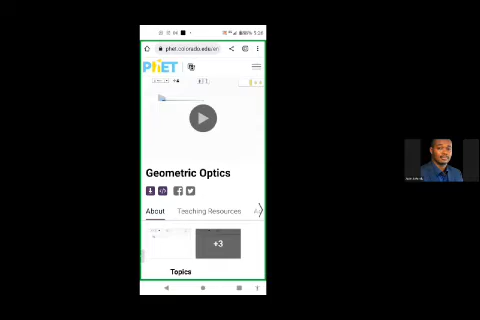 phet.colorado.edu/en
PhET
Geometric Optics
About
Teaching Resources
+3
Topics